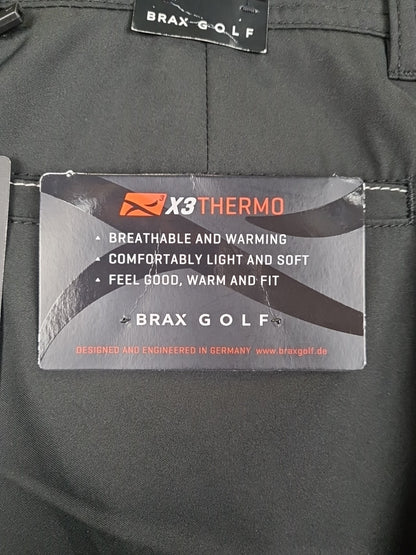 BRAX GOLF
X3THERMO
BREATHABLE AND WARMING
COMFORTABLY LIGHT AND SOFT
FEEL GOOD, WARM AND FIT
BRAX GOLF
DESIGNED AND ENGINEERED IN GERMANY www.braxgolf.de